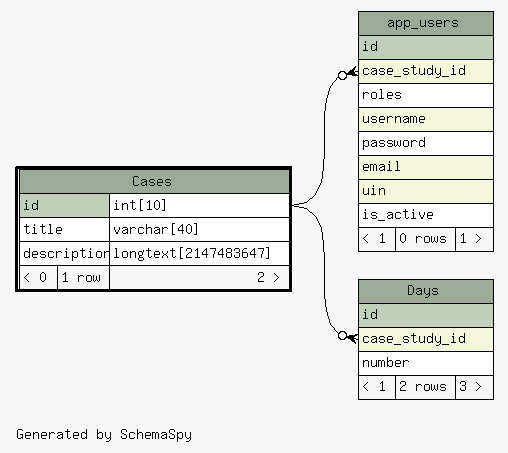 app_users
id
case_study_id
roles
username
password
email
uin
is_active
< 1 0 rows 1 >
Cases
id int[10]
title varchar[40]
description longtext[2147483647]
< 0 1 row 2 >
Days
id
case_study_id
number
< 1 2 rows 3 >
Generated by SchemaSpy